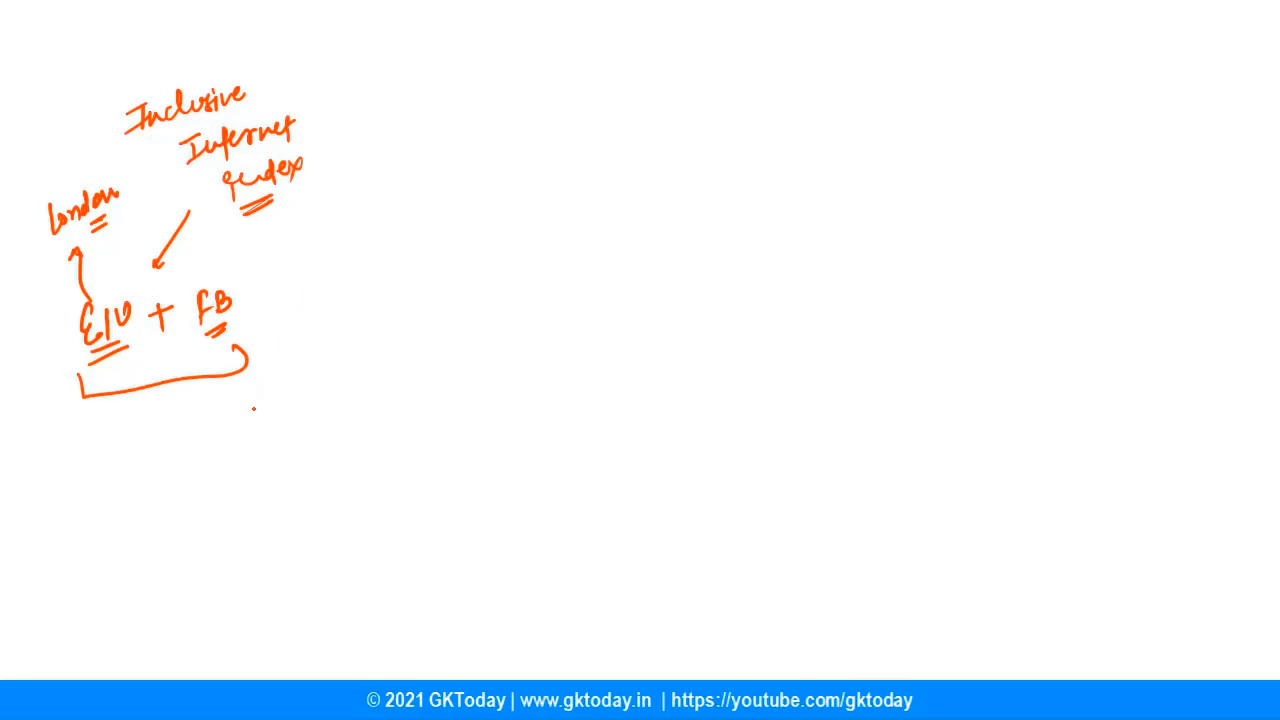 Inclusive
Internet
Index
London
EIU + FB
© 2021 GKToday | www.gktoday.in | https://youtube.com/gktoday